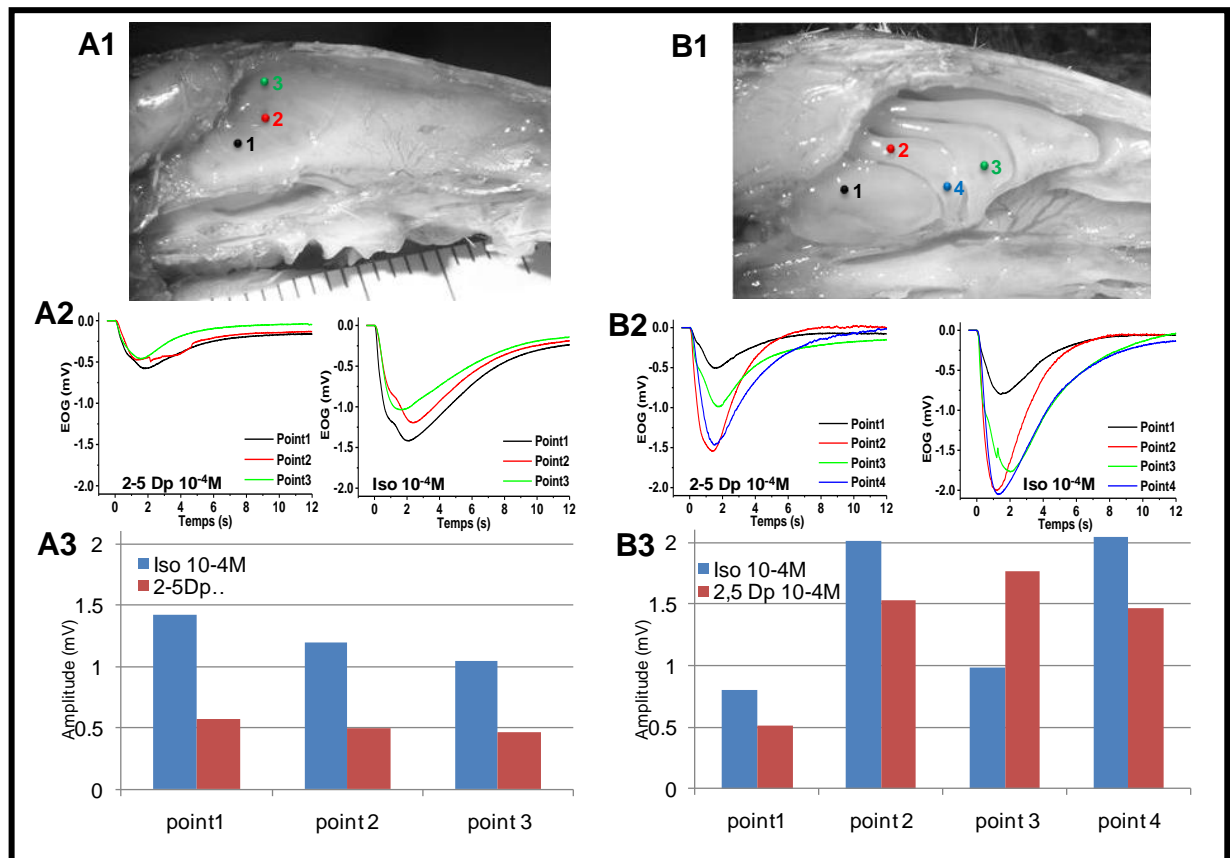 A1
3
2
1
B1
2
3
1
4
A2
0.0
-0.5
-1.0
-1.5
-2.0
EOG (mV)
Point1
Point2
Point3
2-5 Dp 10-4M
0 2 4 6 8 10 12
Temps (s)
0.0
-0.5
-1.0
-1.5
-2.0
EOG (mV)
Point1
Point2
Point3
Iso 10-4M
0 2 4 6 8 10 12
Temps (s)
B2
0.0
-0.5
-1.0
-1.5
-2.0
EOG (mV)
Point1
Point2
Point3
Point4
2-5 Dp 10-4M
0 2 4 6 8 10 12
Temps (s)
0.0
-0.5
-1.0
-1.5
-2.0
EOG (mV)
Point1
Point2
Point3
Point4
Iso 10-4M
0 2 4 6 8 10 12
Temps (s)
A3
2
1.5
1
0.5
0
Amplitude (mV)
Iso 10-4M
2-5Dp..
point1 point 2 point 3
B3
2
1.5
1
0.5
0
Amplitude (mV)
Iso 10-4M
2,5 Dp 10-4M
point1 point 2 point 3 point 4